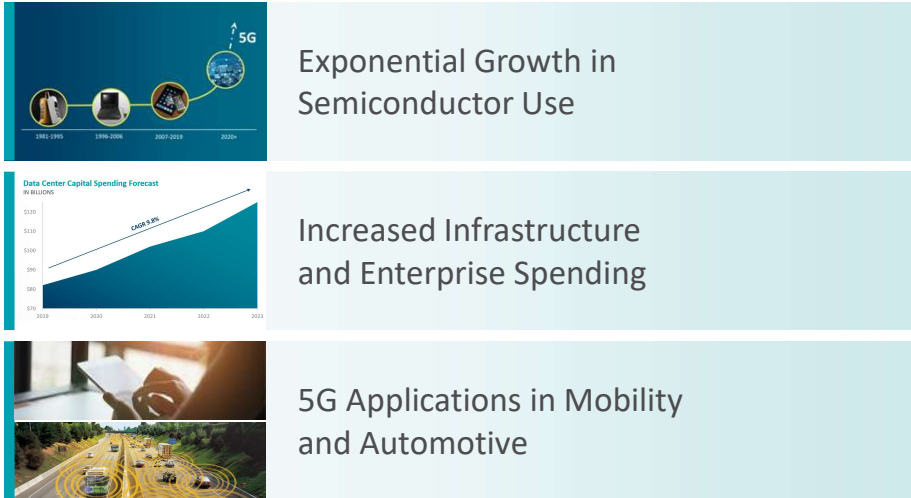 5G
1981-1995 1996-2006 2007-2019 2020+
Exponential Growth in
Semiconductor Use
Data Center Capital Spending Forecast
IN BILLIONS
$120
$110
$100
$90
$80
$70
CAGR 9.8%
2019 2020 2021 2022 2023
Increased Infrastructure
and Enterprise Spending
5G Applications in Mobility
and Automotive